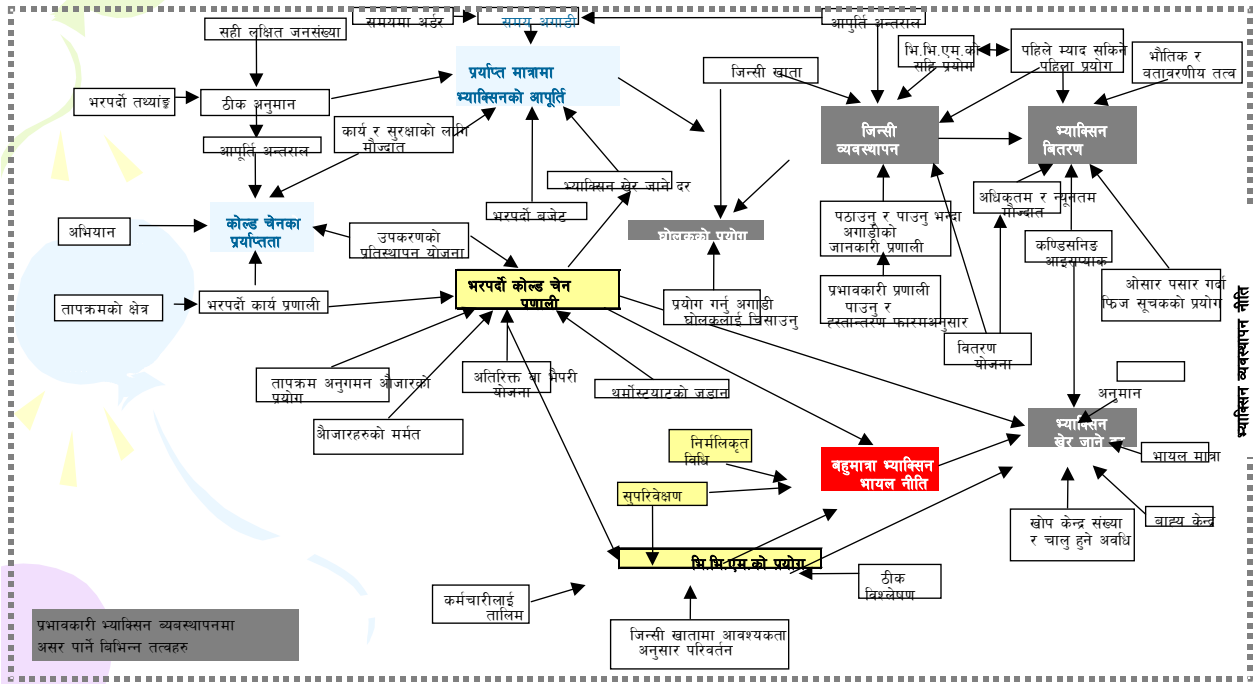 समयमा अर्डर
समय अगाडी
आपुर्ति अन्तराल
सही लक्षित जनसंख्या
भि.भि.एम.को
सहि प्रयोग
पहिले म्याद सकिने
पहिला प्रयोग
भौतिक र
वतावरणीय तत्व
जिन्सी खाता
प्रर्याप्त मात्रामा
भ्याक्सिनको आपूर्ति
भरपर्दो तथ्यांङ्क
ठीक अनुमान
कार्य र सुरक्षाको लागि
मौज्दात
जिन्सी
व्यवस्थापन
भ्याक्सिन
बितरण
आपूर्ति अन्तराल
भ्याक्सिन खेर जाने दर
भरपर्दो बजेट
अधिकृतम र न्यूनतम
मौज्दात
अभियान
कोल्ड चेनका
प्रर्याप्तता
उपकरणको
प्रतिस्थापन योजना
घोलकको प्रयोग
पठाउनु र पाउनु भन्दा
अगाडीको
जानकारी प्रणाली
कण्डिसनिङ
आइसप्याक
तापक्रमको क्षेत्र
भरपर्दो कार्य प्रणाली
भरपर्दो कोल्ड चेन
प्रणाली
प्रयोग गर्नु अगाडी
घोलकलाई चिसाउनु
प्रभावकारी प्रणाली
पाउनु र
हस्तान्तरण फारमअनुसार
ओसार पसार गर्दा
फ्रिज सूचकको प्रयोग
वितरण
योजना
भ्याक्सिन व्यवस्थापन नीति
तापक्रम अनुगमन औजारको
प्रयोग
अतिरिक्त वा भैपरी
योजना
थर्मोस्टयाटको जडान
अनुमान
औजारहरुको मर्मत
भ्याक्सिन
खेर जाने दर
निर्मलिकृत
विधि
बहुमात्रा भ्याक्सिन
भायल नीति
भायल मात्रा
सुपरिवेक्षण
खोप केन्द्र संख्या
र चालु हुने अवधि
बाह्य केन्द्र
भि.भि.एम.को प्रयोग
कर्मचारीलाई
तालिम
ठीक
विश्लेषण
जिन्सी खातामा आवश्यकता
अनुसार परिवर्तन
प्रभावकारी भ्याक्सिन ब्यबस्थापनमा
असर पार्ने बिभिन्न तत्वहरु